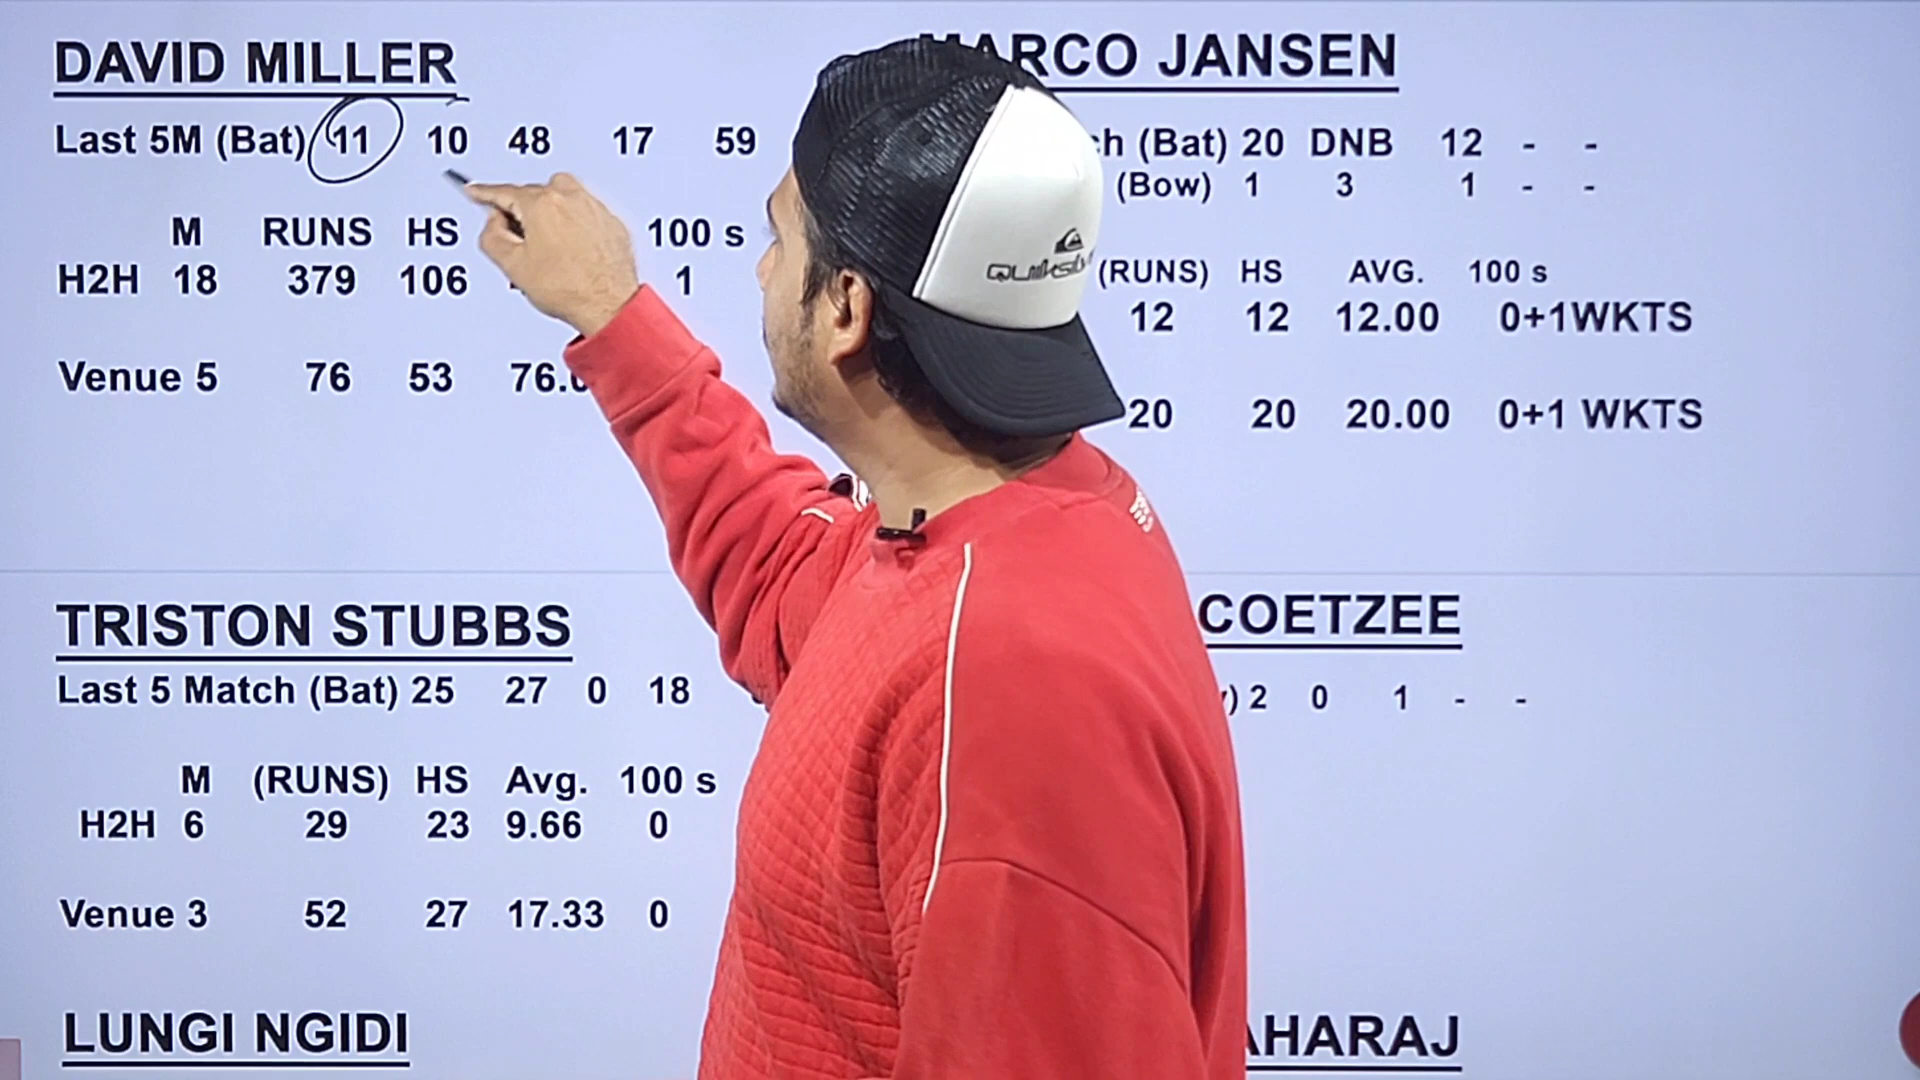 DAVID MILLER
Last 5M (Bat) 11 10 48 17 59
M RUNS HS 100 s
H2H 18 379 106 1
Venue 5 76 53
MARCO JANSEN
(Bat) 20 DNB 12 - -
(Bow) 1 3 1 - -
(RUNS) HS AVG. 100 s
12 12 12.00 0+1WKTS
20 20 20.00 0+1 WKTS
QUIKSILVER
TRISTON STUBBS
Last 5 Match (Bat) 25 27 0 18
M (RUNS) HS Avg. 100 s
H2H 6 29 23 9.66 0
Venue 3 52 27 17.33 0
COETZEE
2 0 1 - -
LUNGI NGIDI